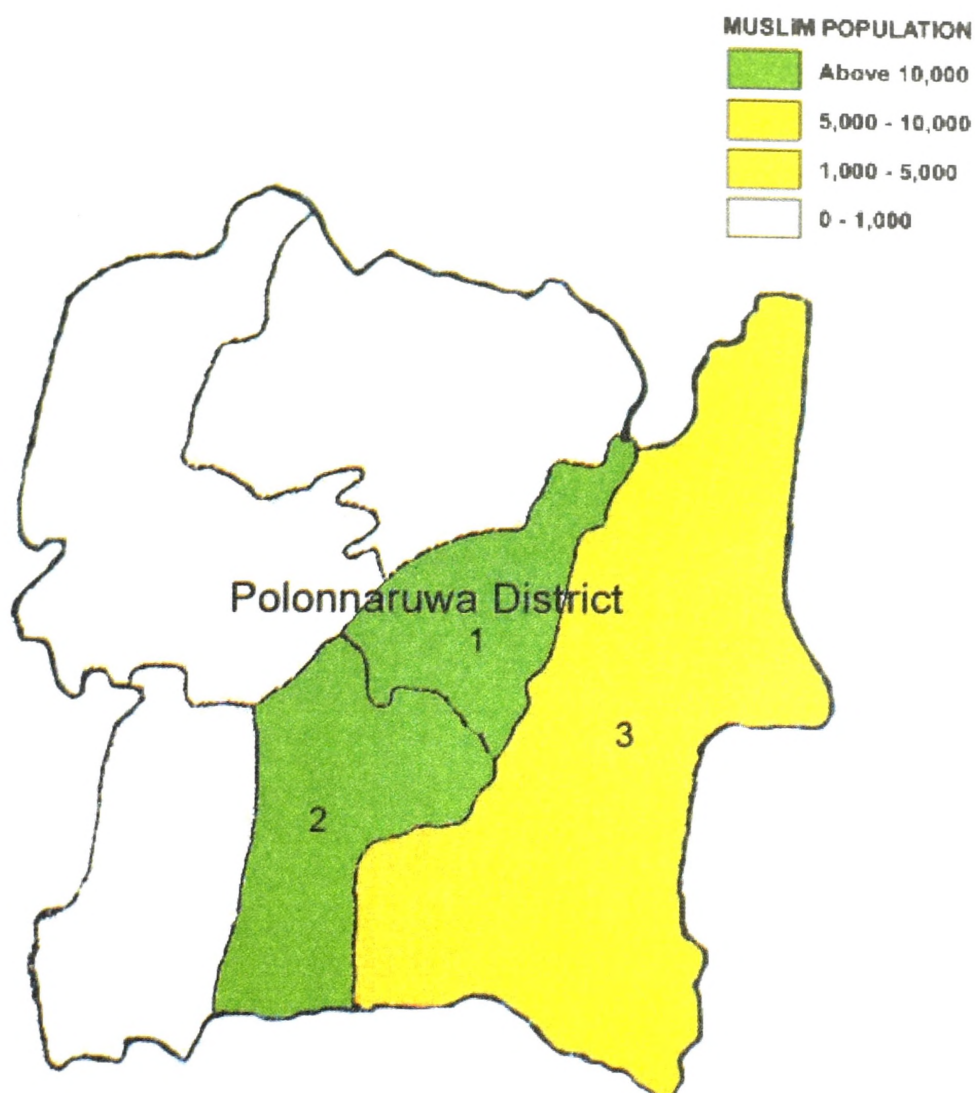 MUSLIM POPULATION
Above 10,000
5,000 - 10,000
1,000 - 5,000
0 - 1,000
Polonnaruwa District
1
2
3